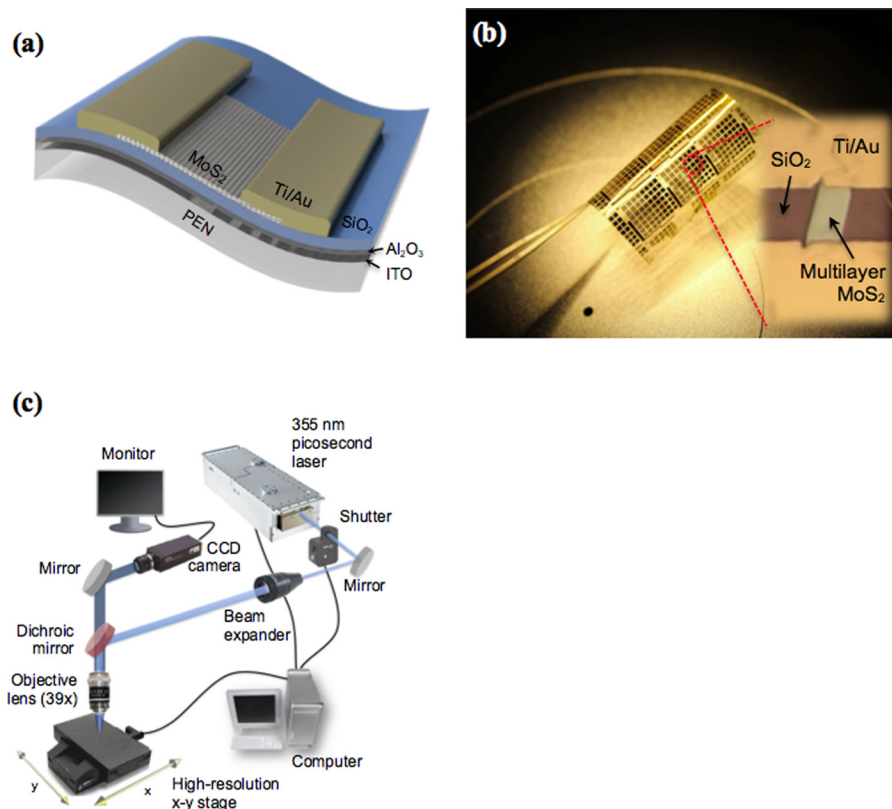 (a)
MoS₂
Ti/Au
SiO₂
PEN
Al₂O₃
ITO
(b)
SiO₂
Ti/Au
Multilayer
MoS₂
(c)
355 nm
picosecond
laser
Monitor
Shutter
CCD
camera
Mirror
Mirror
Beam
expander
Dichroic
mirror
Objective
lens (39x)
Computer
y
x
High-resolution
x-y stage